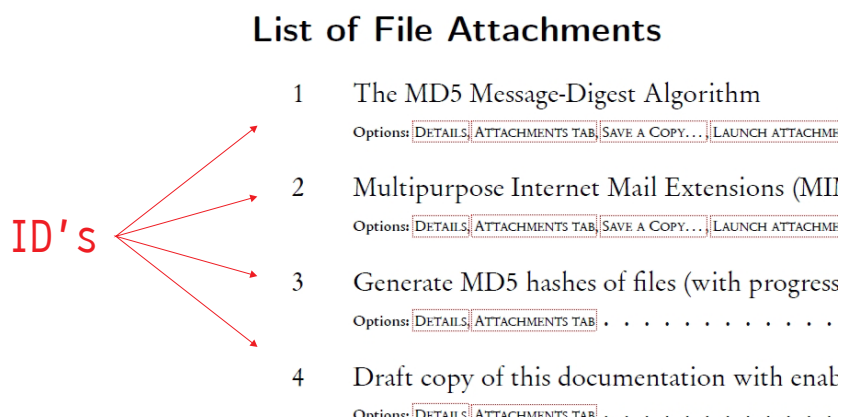 List of File Attachments
1 The MD5 Message-Digest Algorithm
Options: DETAILS, ATTACHMENTS TAB, SAVE A COPY..., LAUNCH
2 Multipurpose Internet Mail Extensions
Options: DETAILS, ATTACHMENTS TAB, SAVE A COPY..., LAUNCH
ID's
3 Generate MD5 hashes of files (with progress
Options: DETAILS, ATTACHMENTS TAB . . . . . . . . . . . .
4 Draft copy of this documentation with
Options: DETAILS, ATTACHMENTS TAB